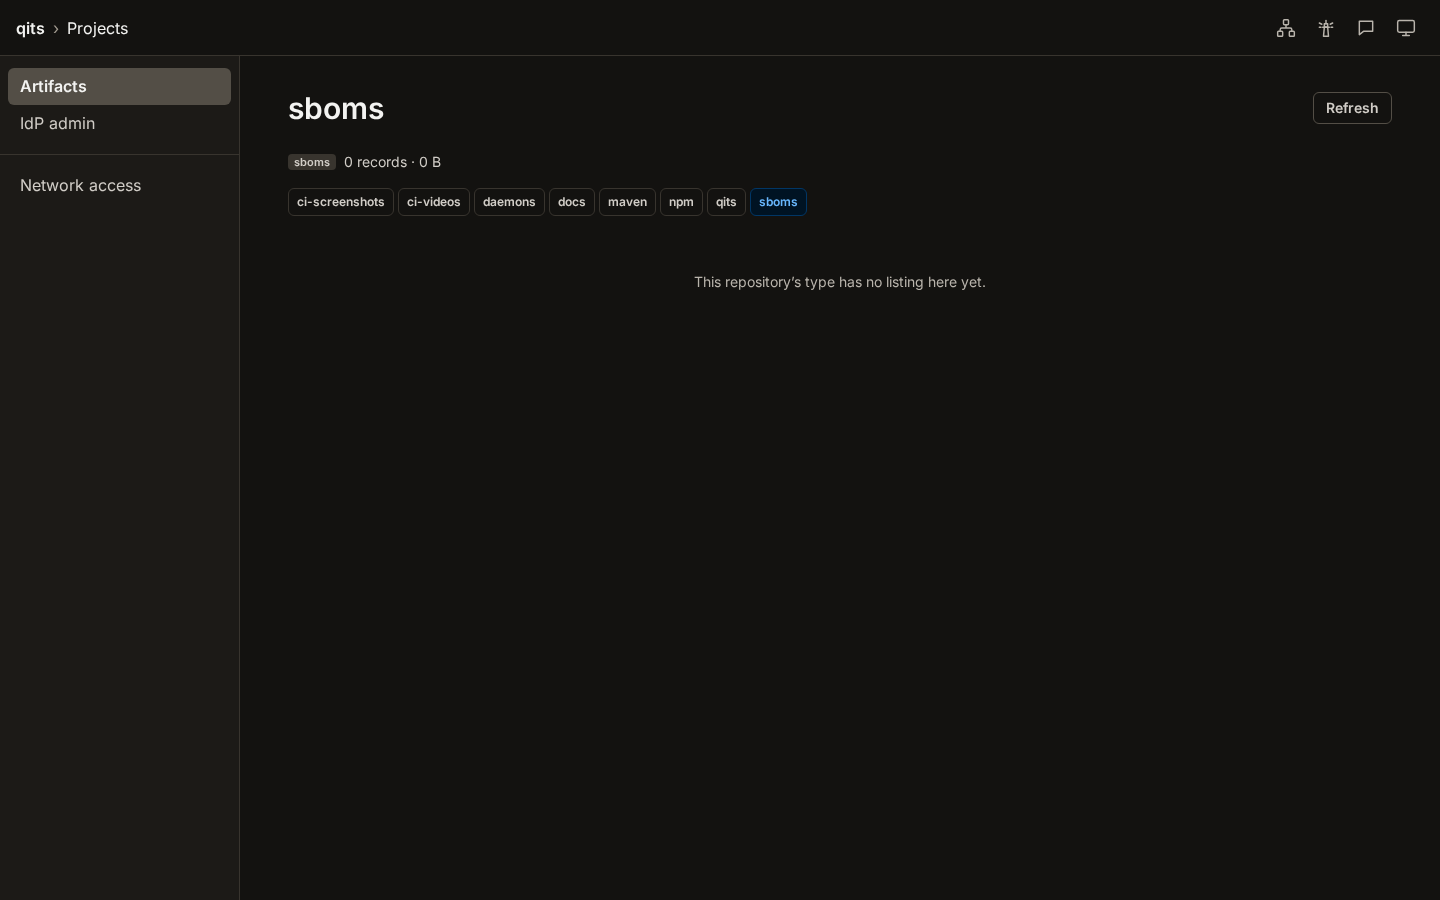 qits › Projects
Artifacts
IdP admin
Network access
sboms
Refresh
sboms 0 records · 0 B
ci-screenshots ci-videos daemons docs maven npm qits sboms
This repository's type has no listing here yet.